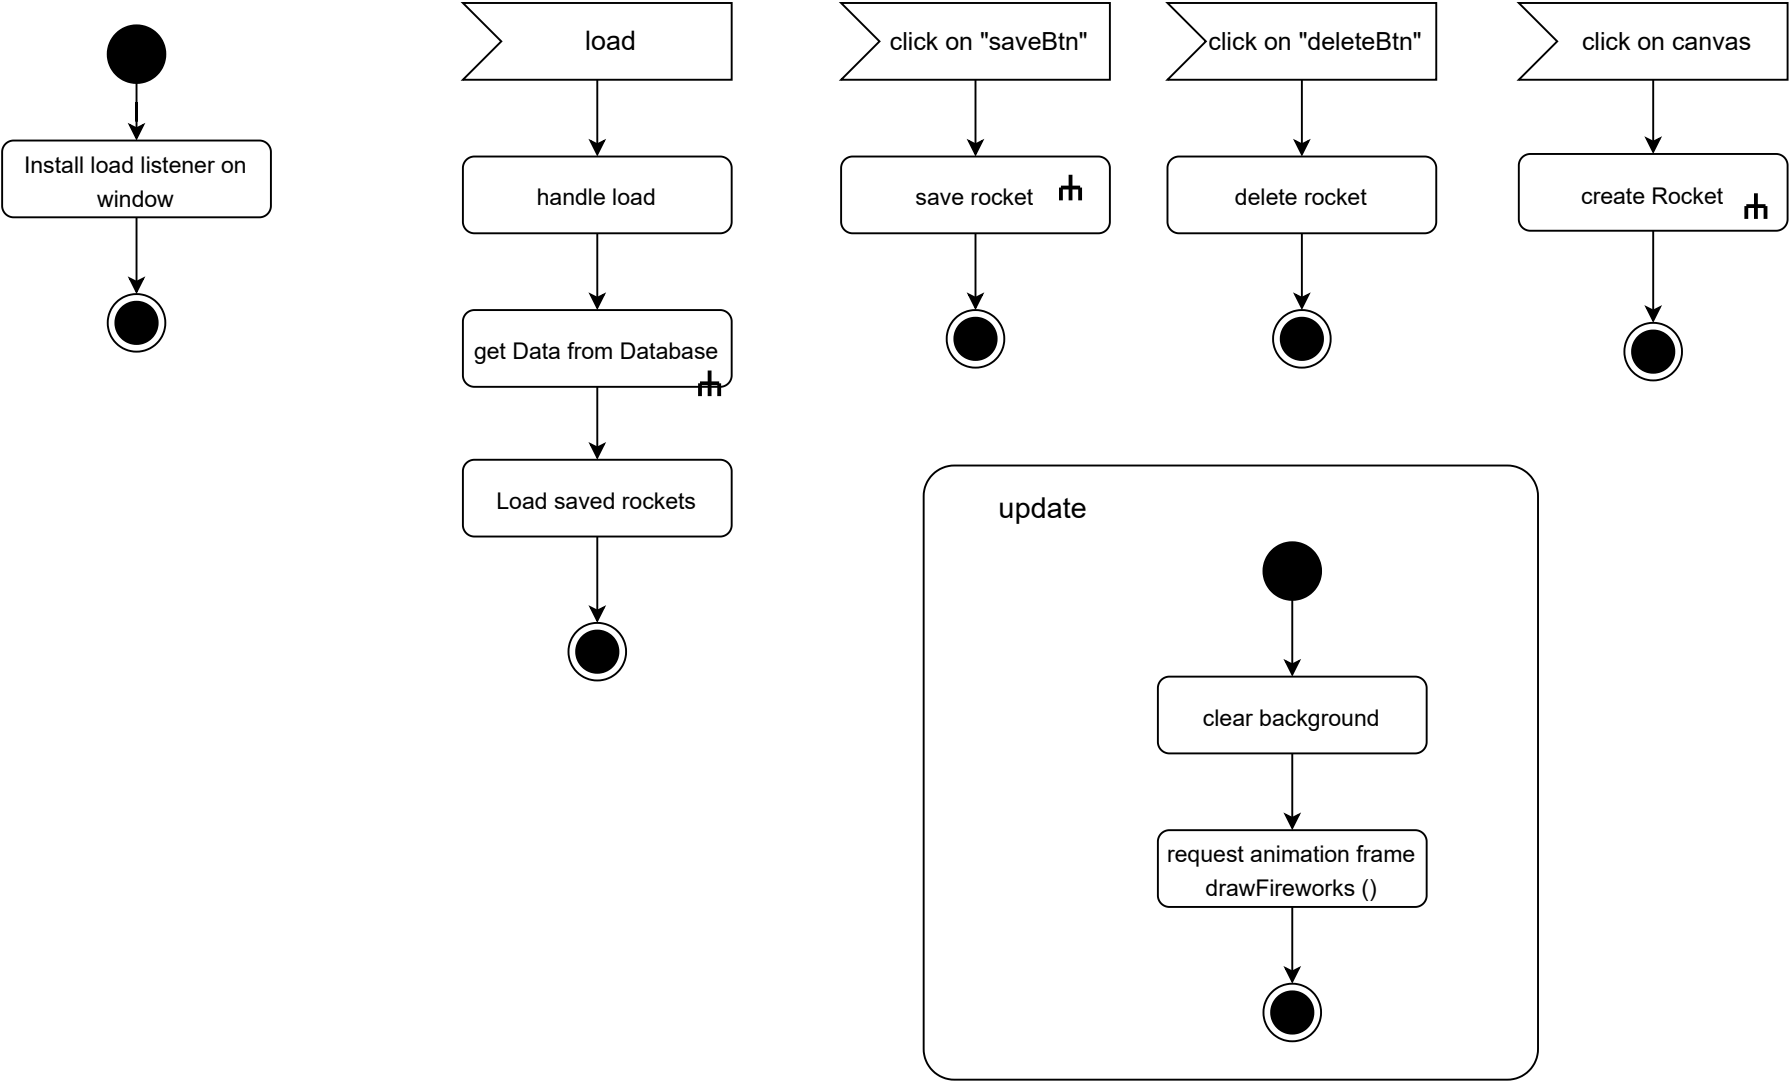 Install load listener on
window
load
handle load
get Data from Database
Load saved rockets
click on "saveBtn"
save rocket
click on "deleteBtn"
delete rocket
click on canvas
create Rocket
update
clear background
request animation frame
drawFireworks ()